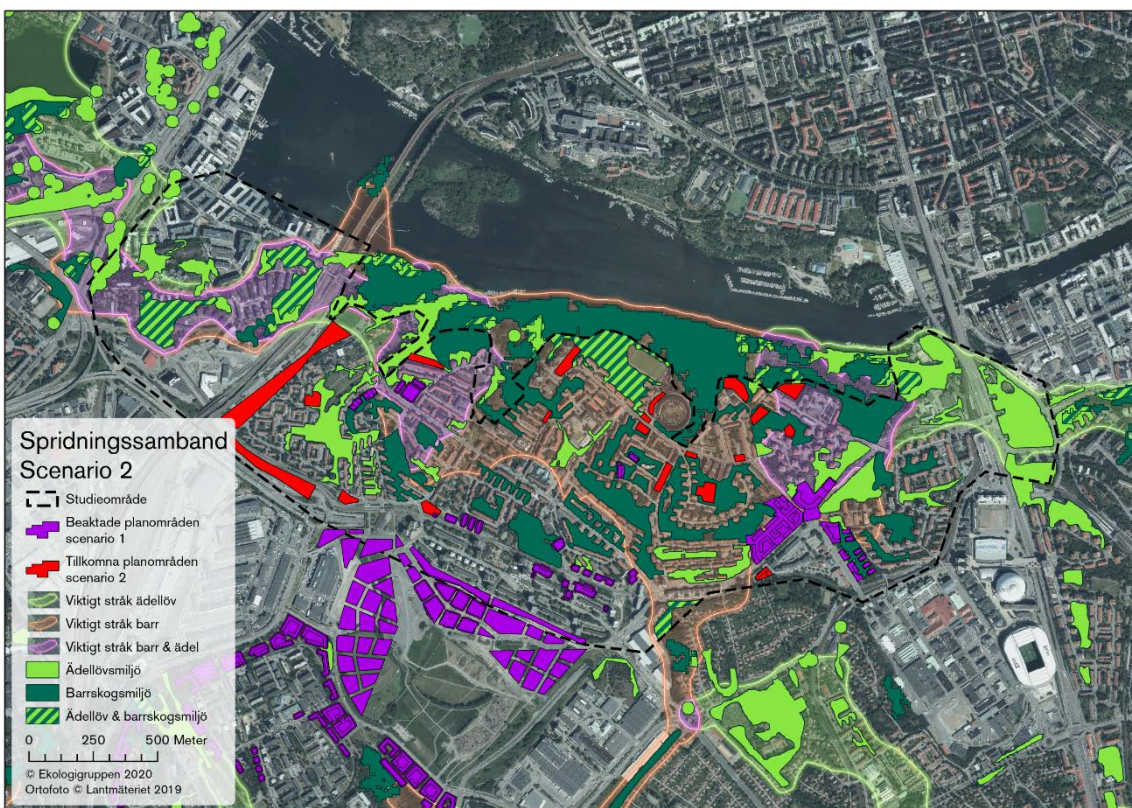 Spridningssamband
Scenario 2
Studieområde
Beaktade planområden
scenario 1
Tillkomna planområden
scenario 2
Viktigt stråk ädellöv
Viktigt stråk barr
Viktigt stråk barr & ädel
Ädellövsmiljö
Barrskogsmiljö
Ädellöv & barrskogsmiljö
0 250 500 Meter
© Ekologigruppen 2020
Ortofoto © Lantmäteriet 2019